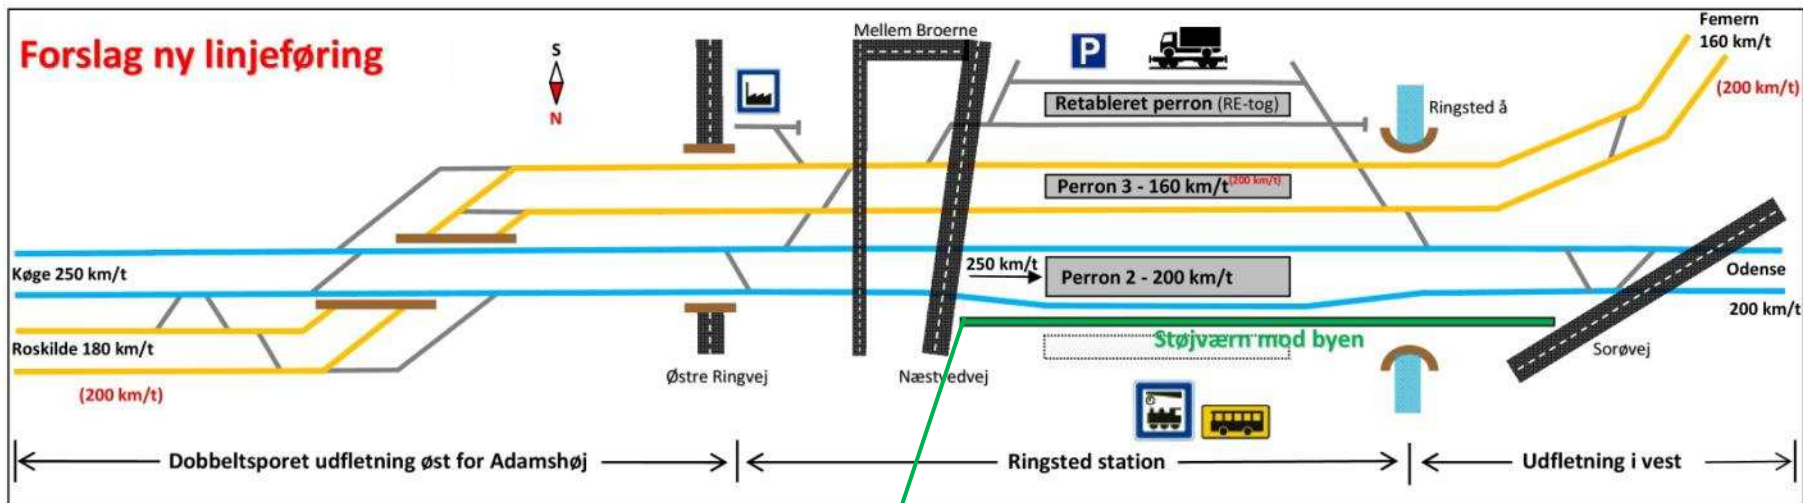 Forslag ny linjeføring
S
N
Mellem Broerne
P
Retableret perron (RE-tog)
Ringsted å
Femern
160 km/t
(200 km/t)
Perron 3 - 160 km/t (200 km/t)
Køge 250 km/t
250 km/t
Perron 2 - 200 km/t
Odense
200 km/t
Roskilde 180 km/t
(200 km/t)
Østre Ringvej
Næstvedvej
Støjværn mod byen
Sorøvej
Dobbeltsporet udfletning øst for Adamshøj
Ringsted station
Udfletning i vest